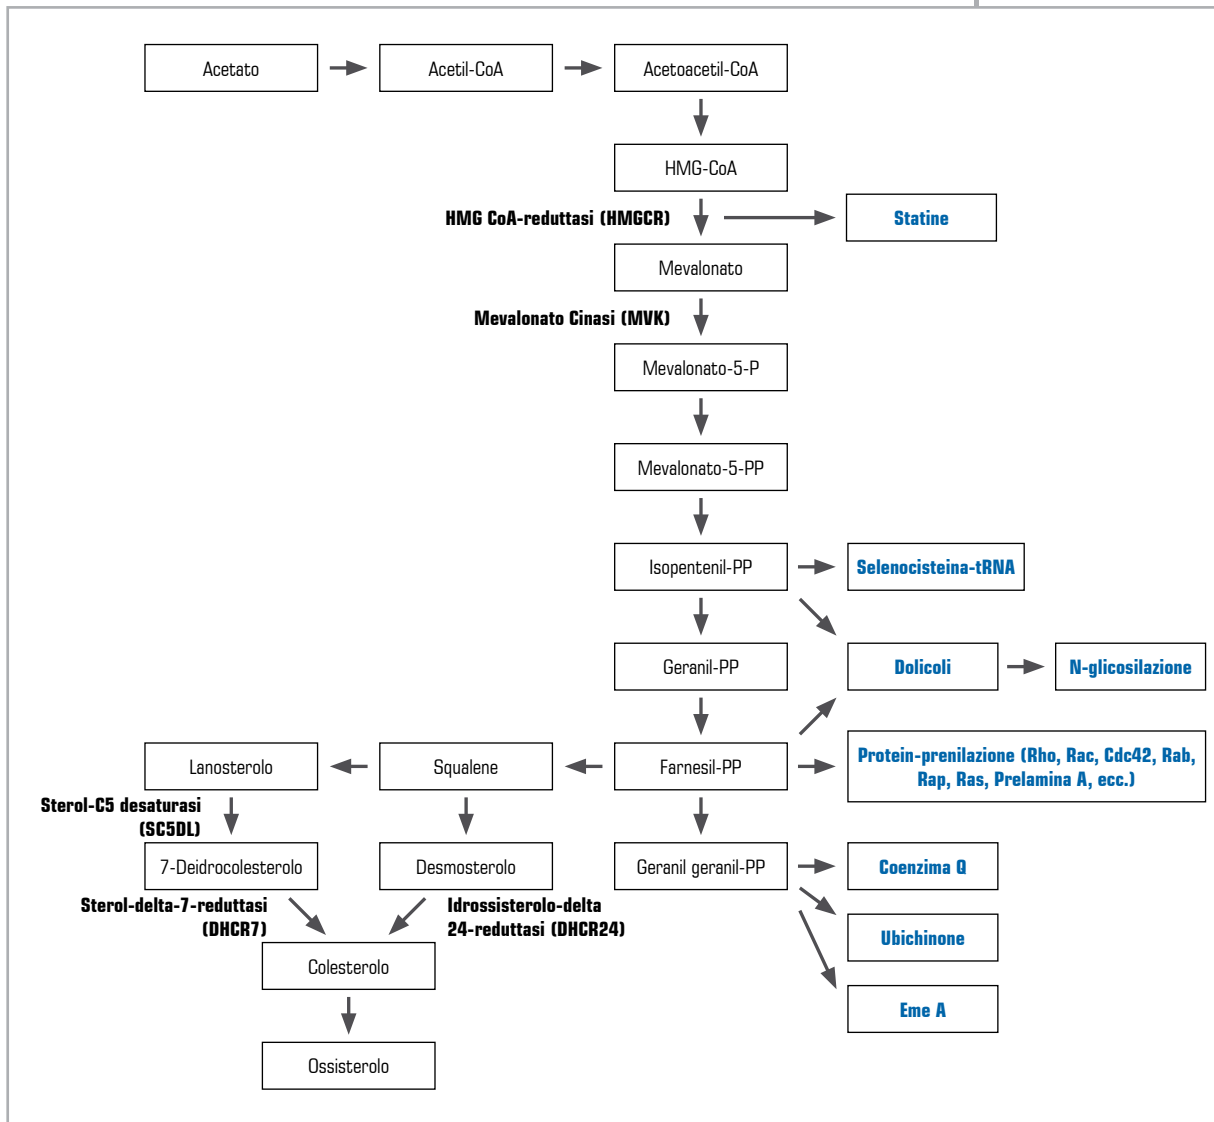 Acetato
Acetil-CoA
Acetoacetil-CoA
HMG-CoA
HMG CoA-reduttasi (HMGCR)
Statine
Mevalonato
Mevalonato Cinasi (MVK)
Mevalonato-5-P
Mevalonato-5-PP
Isopentenil-PP
Selenocisteina-tRNA
Geranil-PP
Dolicoli
N-glicosilazione
Lanosterolo
Squalene
Farnesil-PP
Protein-prenilazione (Rho, Rac, Cdc42, Rab,
Rap, Ras, Prelamina A, ecc.)
Sterol-C5 desaturasi
(SC5DL)
7-Deidrocolesterolo
Desmosterolo
Geranil geranil-PP
Coenzima Q
Sterol-delta-7-reduttasi
(DHCR7)
Idrossisterolo-delta
24-reduttasi (DHCR24)
Ubichinone
Colesterolo
Eme A
Ossisterolo